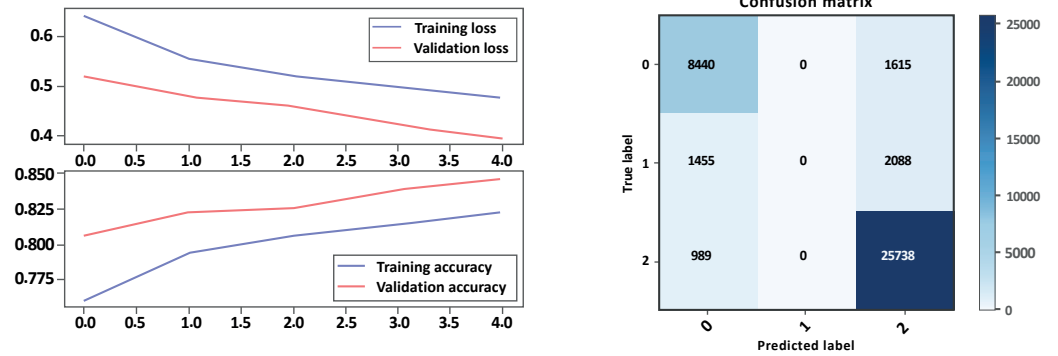 0.6
0.5
0.4
Training loss
Validation loss
0.0 0.5 1.0 1.5 2.0 2.5 3.0 3.5 4.0
0.850
0.825
0.800
0.775
Training accuracy
Validation accuracy
0.0 0.5 1.0 1.5 2.0 2.5 3.0 3.5 4.0
Confusion matrix
True label
0 8440 0 1615
1 1455 0 2088
2 989 0 25738
0 1 2
Predicted label
25000
20000
15000
10000
5000
0